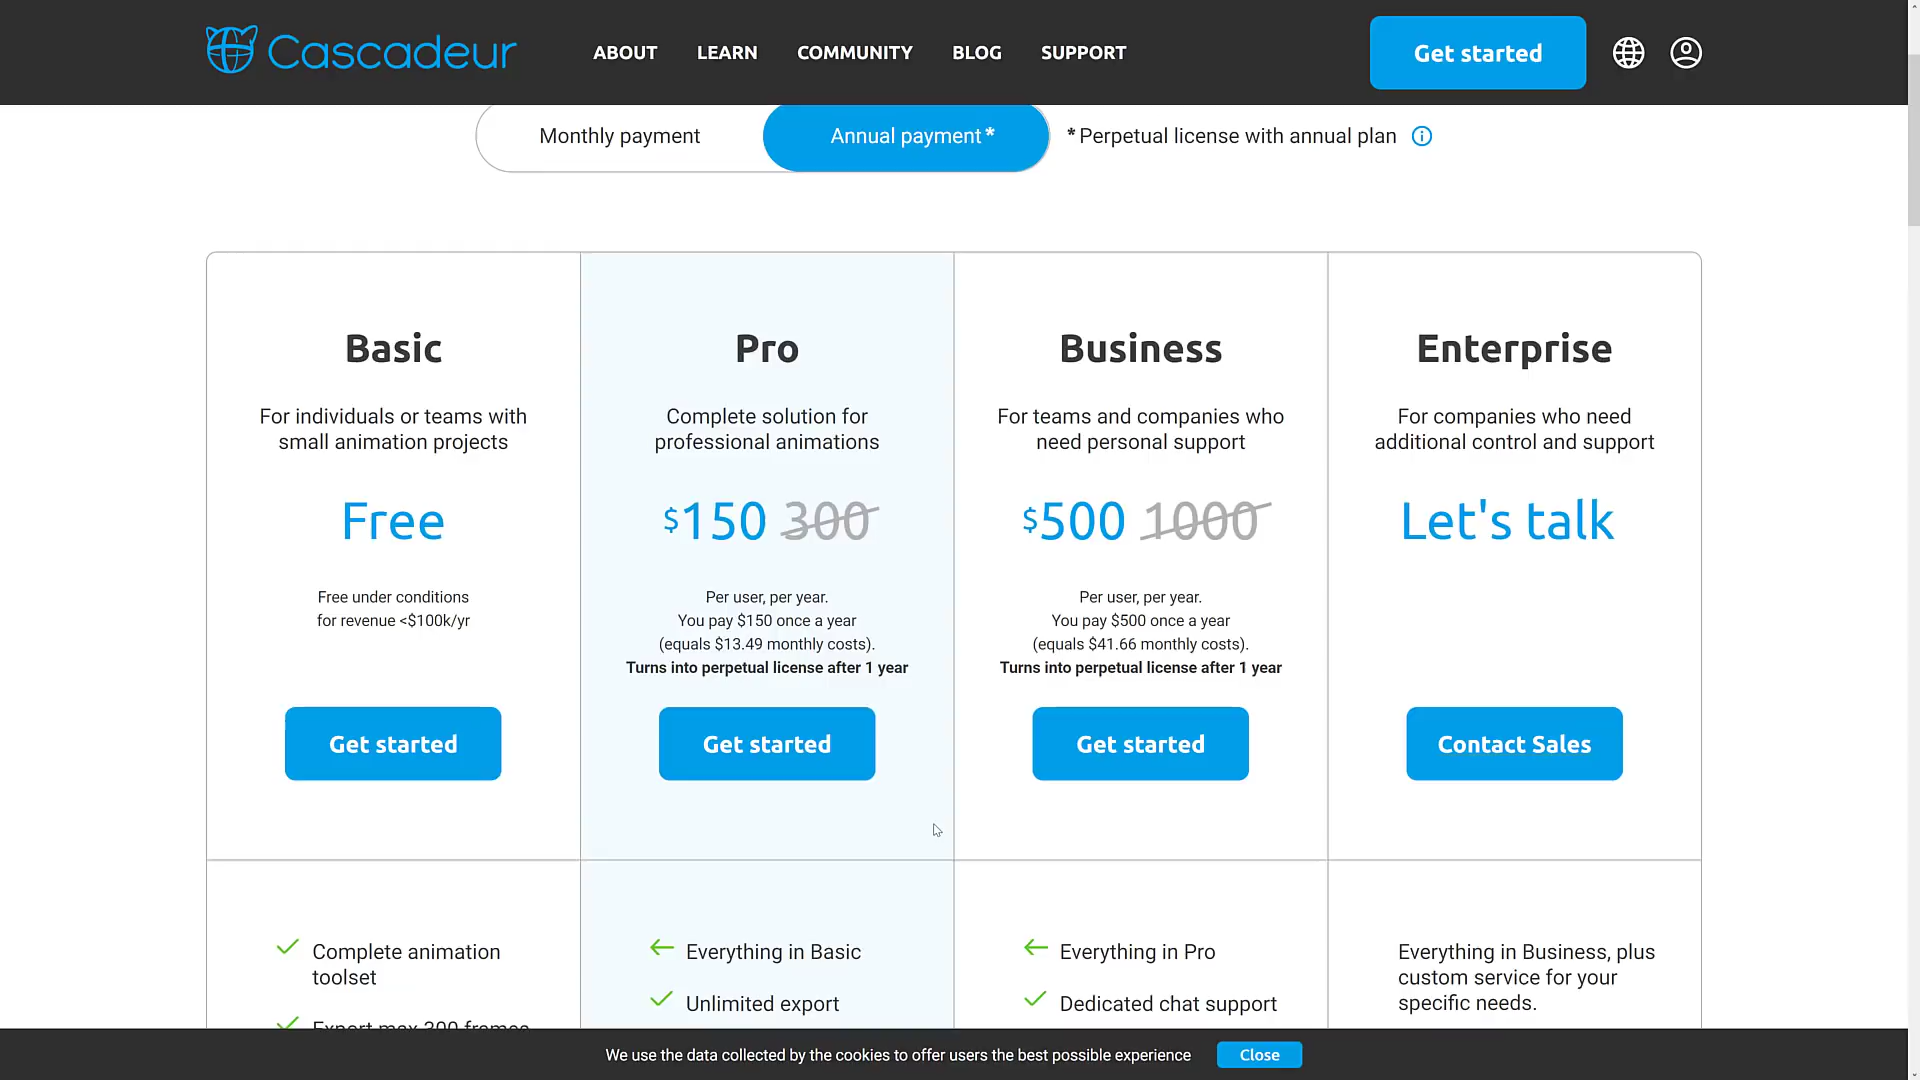 Cascadeur
ABOUT
LEARN
COMMUNITY
BLOG
SUPPORT
Get started
Monthly payment
Annual payment*
* Perpetual license with annual plan
Basic
For individuals or teams with
small animation projects
Free
Free under conditions
for revenue <$100k/yr
Get started
Pro
Complete solution for
professional animations
$150 300
Per user, per year.
You pay $150 once a year
(equals $13.49 monthly costs).
Turns into perpetual license after 1 year
Get started
Business
For teams and companies who
need personal support
$500 1000
Per user, per year.
You pay $500 once a year
(equals $41.66 monthly costs).
Turns into perpetual license after 1 year
Get started
Enterprise
For companies who need
additional control and support
Let's talk
Contact Sales
Complete animation
toolset
Export max 300 frames
Everything in Basic
Unlimited export
Everything in Pro
Dedicated chat support
Everything in Business, plus
custom service for your
specific needs.
We use the data collected by the cookies to offer users the best possible experience
Close